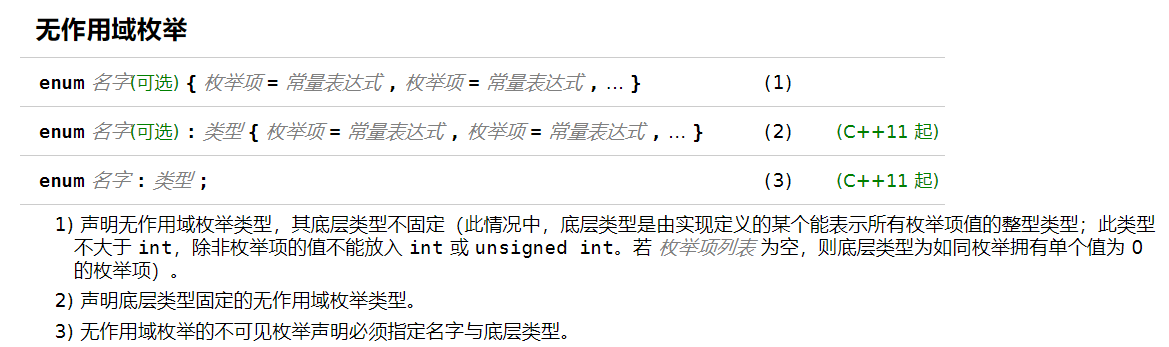 无作用域枚举
enum 名字(可选) { 枚举项 = 常量表达式 , 枚举项 = 常量表达式 , ... } (1)
enum 名字(可选) : 类型 { 枚举项 = 常量表达式 , 枚举项 = 常量表达式 , ... } (2) (C++11 起)
enum 名字 : 类型 ; (3) (C++11 起)
1) 声明无作用域枚举类型，其底层类型不固定（此情况中，底层类型是由实现定义的某个能表示所有枚举项值的整型类型；此类型
不大于 int，除非枚举项的值不能放入 int 或 unsigned int。若 枚举项列表 为空，则底层类型为如同枚举拥有单个值为 0
的枚举项）。
2) 声明底层类型固定的无作用域枚举类型。
3) 无作用域枚举的不可见枚举声明必须指定名字与底层类型。